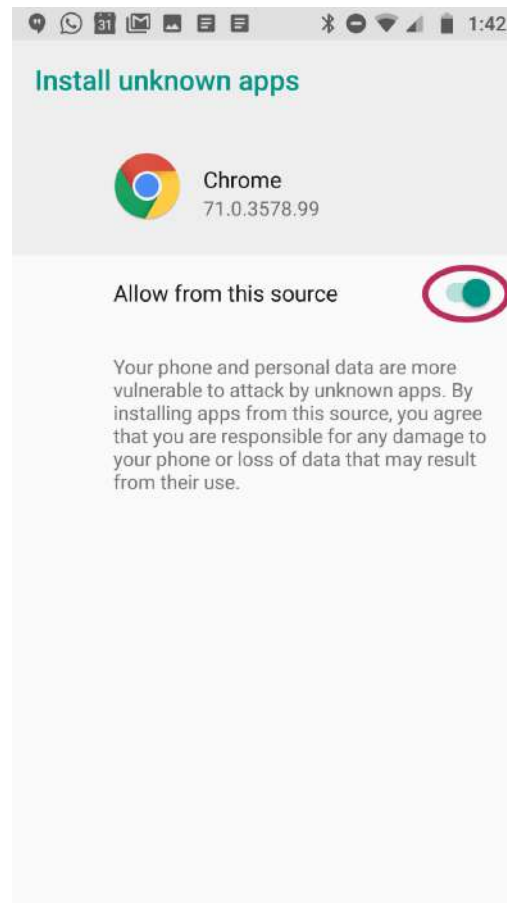 31 1:42
Install unknown apps
Chrome
71.0.3578.99
Allow from this source
Your phone and personal data are more
vulnerable to attack by unknown apps. By
installing apps from this source, you agree
that you are responsible for any damage to
your phone or loss of data that may result
from their use.